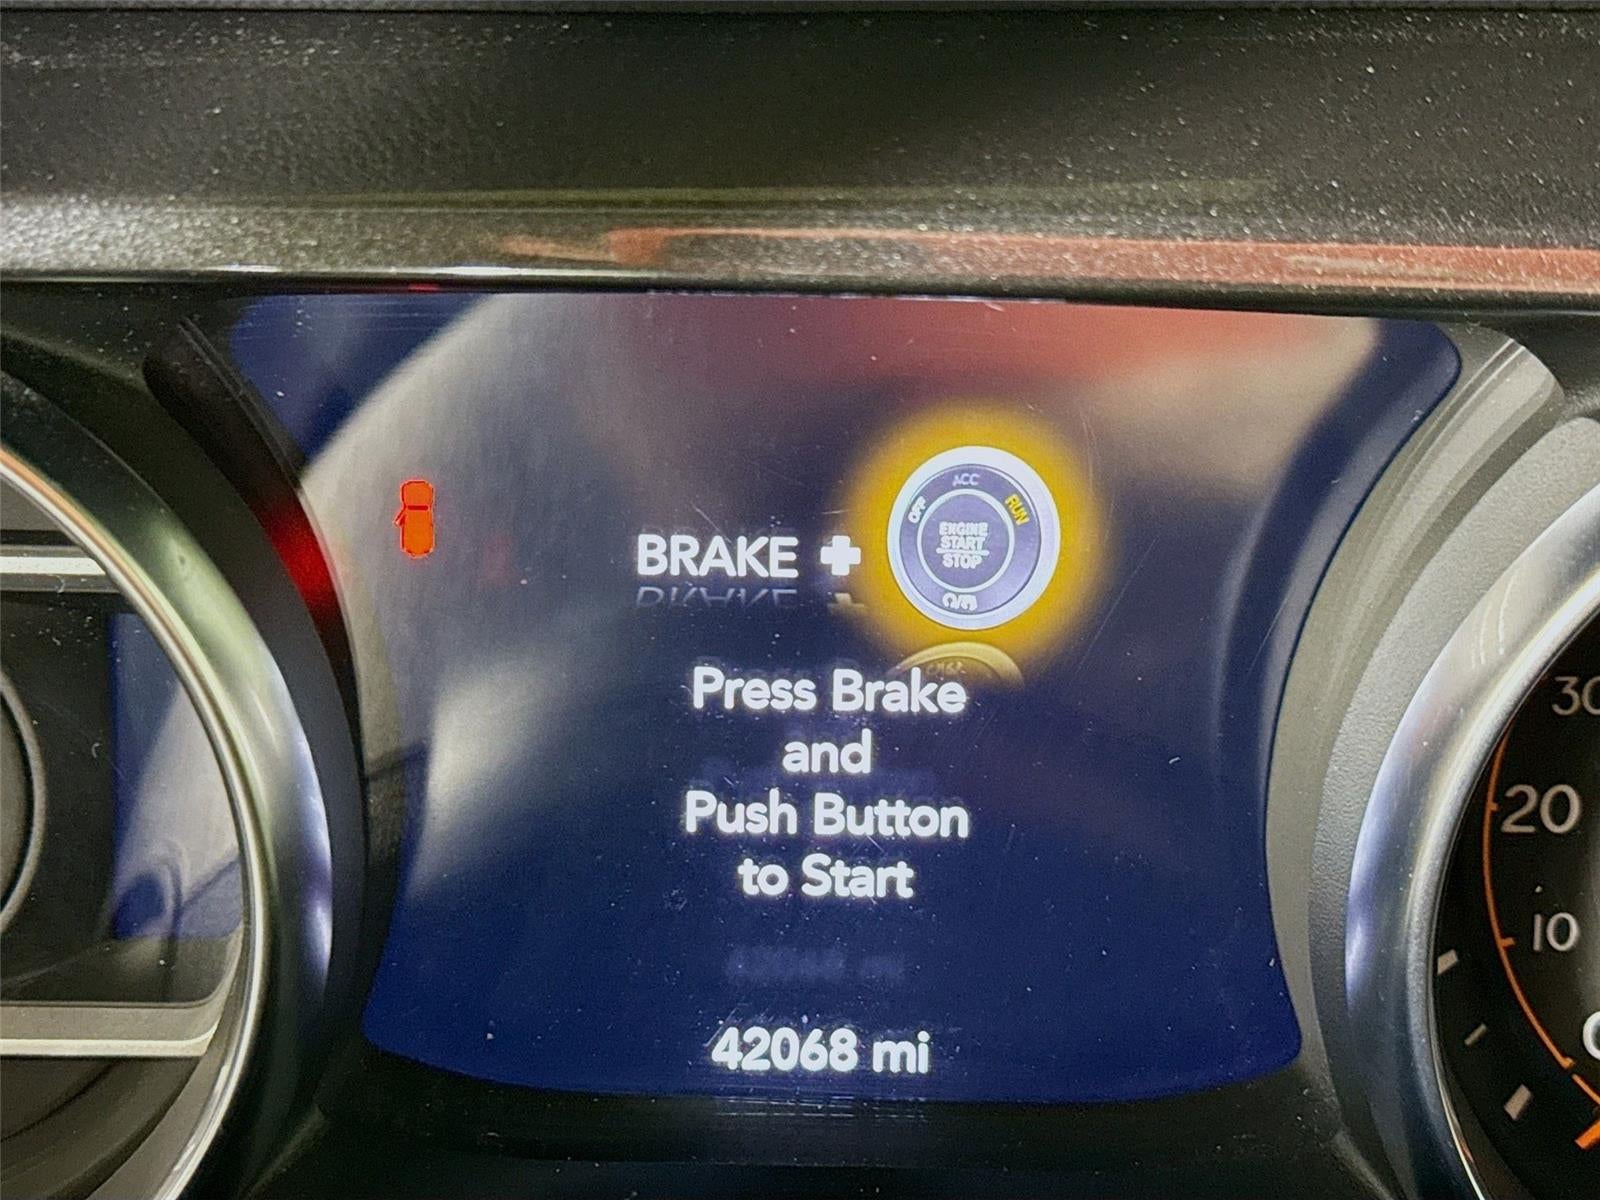 ACC
OFF
RUN
ENGINE
START
STOP
BRAKE +
Press Brake
and
Push Button
to Start
42068 mi
30
20
10